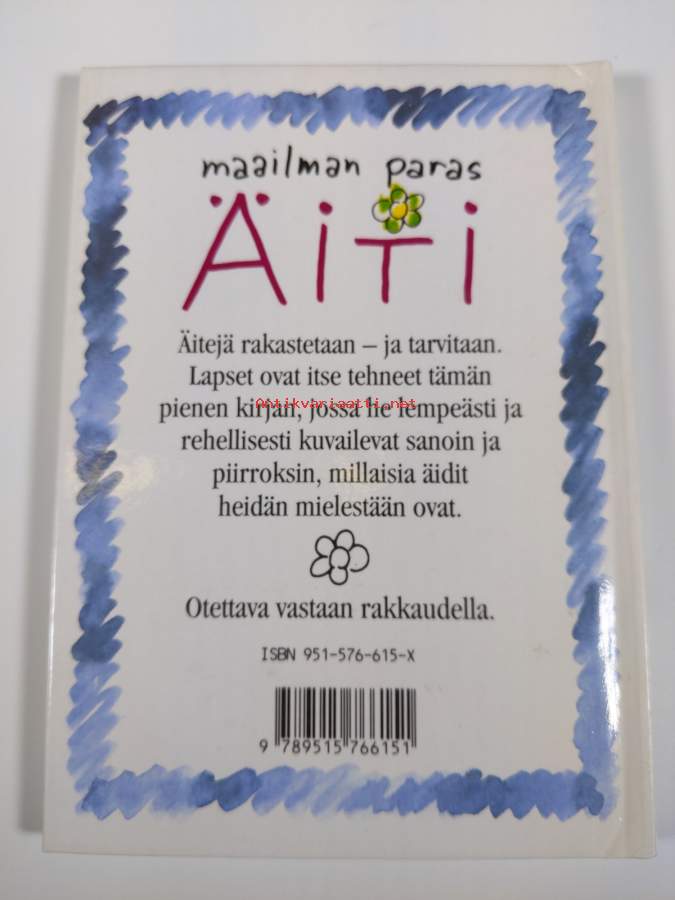 maailman paras
ÄiTi
Äitejä rakastetaan – ja tarvitaan.
Lapset ovat itse tehneet tämän
Antikvariaatti.net
pienen kirjan, jossa he lempeästi ja
rehellisesti kuvailevat sanoin ja
piirroksin, millaisia äidit
heidän mielestään ovat.
Otettava vastaan rakkaudella.
ISBN 951-576-615-X
9 789515 766151